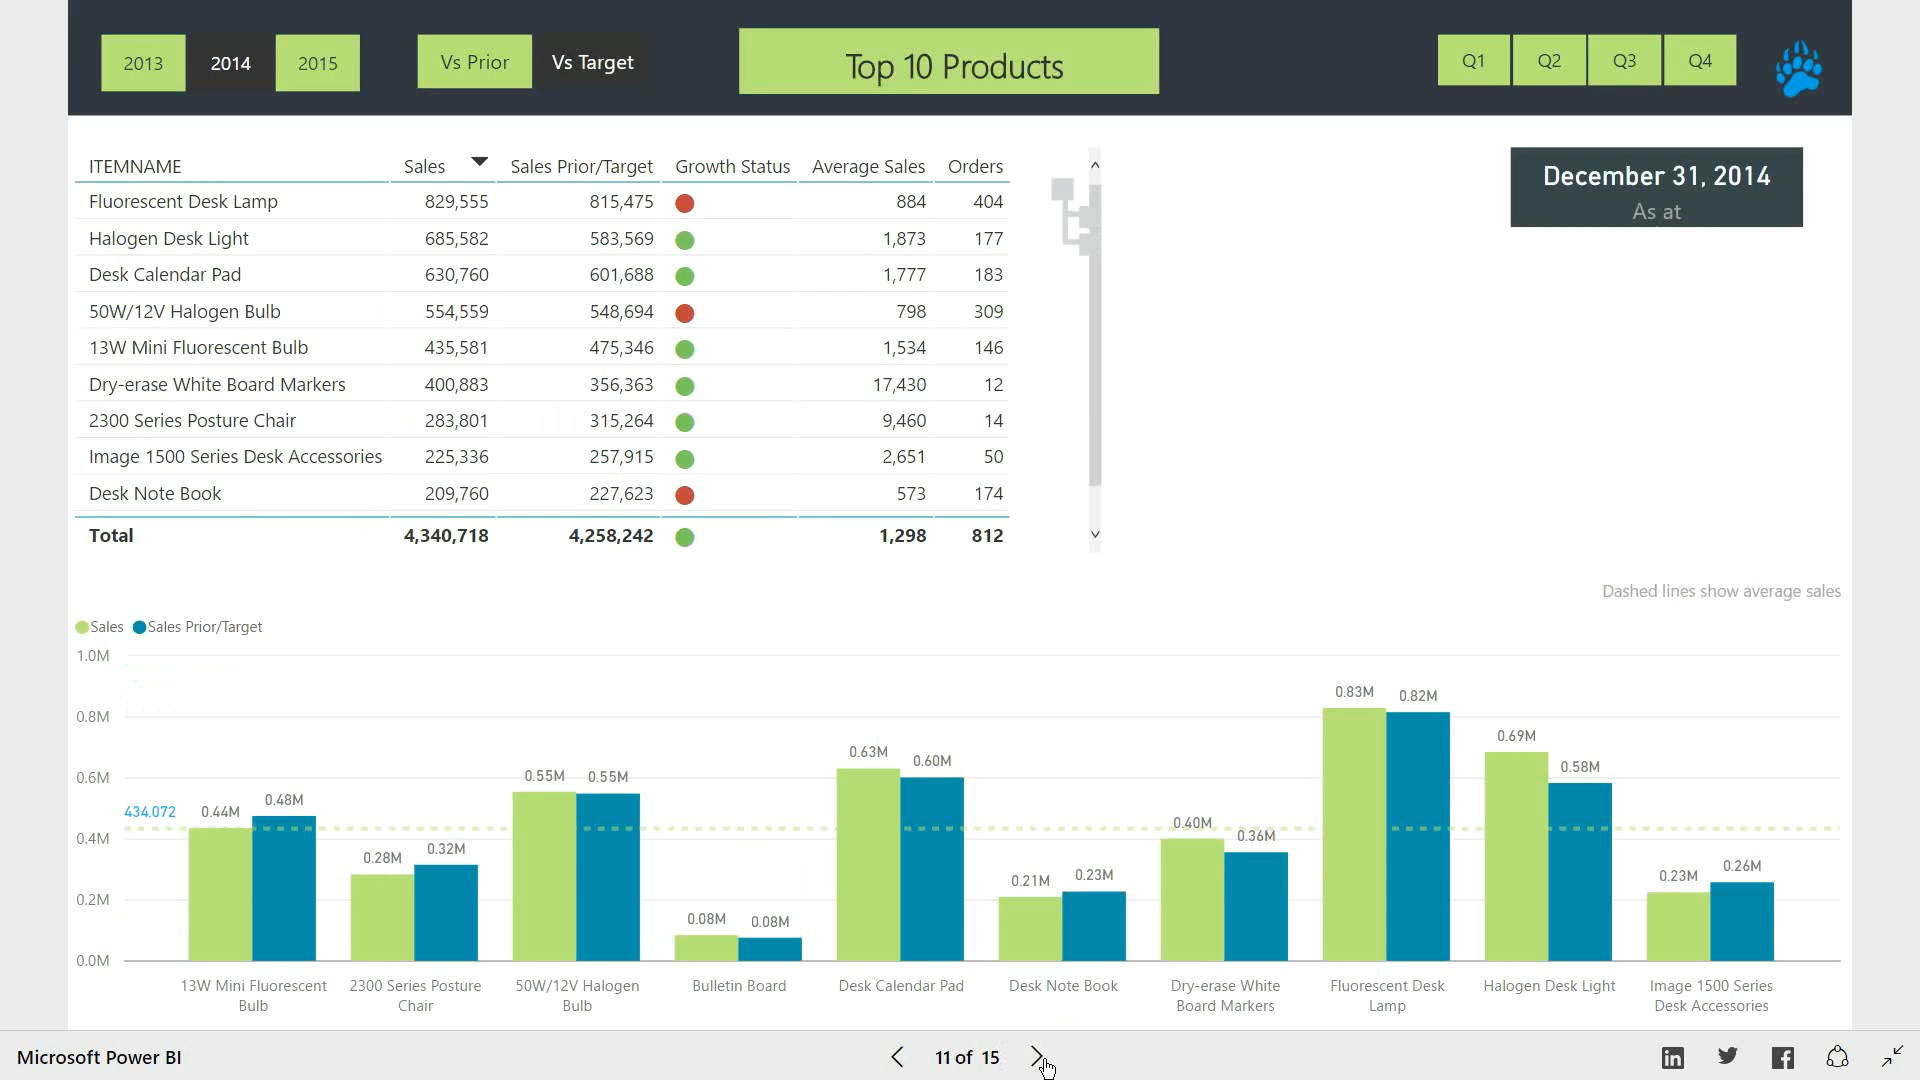 2013 2014 2015 Vs Prior Vs Target Top 10 Products Q1 Q2 Q3 Q4
December 31, 2014
As at
ITEMNAME Sales Sales Prior/Target Growth Status Average Sales Orders
Fluorescent Desk Lamp 829,555 815,475 884 404
Halogen Desk Light 685,582 583,569 1,873 177
Desk Calendar Pad 630,760 601,688 1,777 183
50W/12V Halogen Bulb 554,559 548,694 798 309
13W Mini Fluorescent Bulb 435,581 475,346 1,534 146
Dry-erase White Board Markers 400,883 356,363 17,430 12
2300 Series Posture Chair 283,801 315,264 9,460 14
Image 1500 Series Desk Accessories 225,336 257,915 2,651 50
Desk Note Book 209,760 227,623 573 174
Total 4,340,718 4,258,242 1,298 812
Dashed lines show average sales
Sales Sales Prior/Target
1.0M
0.8M
0.6M
0.4M
0.2M
0.0M
434,072
0.44M 0.48M
0.28M 0.32M
0.55M 0.55M
0.08M 0.08M
0.63M 0.60M
0.21M 0.23M
0.40M 0.36M
0.83M 0.82M
0.69M 0.58M
0.23M 0.26M
13W Mini Fluorescent
Bulb
2300 Series Posture
Chair
50W/12V Halogen
Bulb
Bulletin Board
Desk Calendar Pad
Desk Note Book
Dry-erase White
Board Markers
Fluorescent Desk
Lamp
Halogen Desk Light
Image 1500 Series
Desk Accessories
Microsoft Power BI 11 of 15